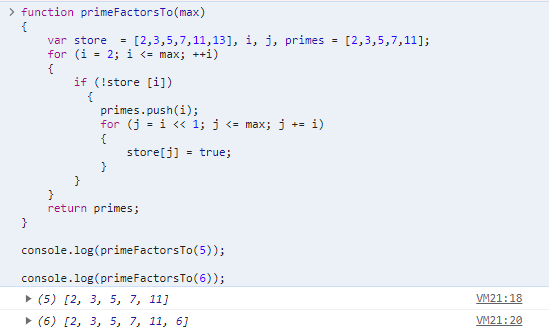 > function primeFactorsTo(max)
{
    var store  = [2,3,5,7,11,13], i, j, primes = [2,3,5,7,11];
    for (i = 2; i <= max; ++i)
    {
        if (!store [i])
          {
            primes.push(i);
            for (j = i << 1; j <= max; j += i)
            {
                store[j] = true;
            }
        }
    }
    return primes;
}
console.log(primeFactorsTo(5));
console.log(primeFactorsTo(6));
▶ (5) [2, 3, 5, 7, 11] VM21:18
▶ (6) [2, 3, 5, 7, 11, 6] VM21:20